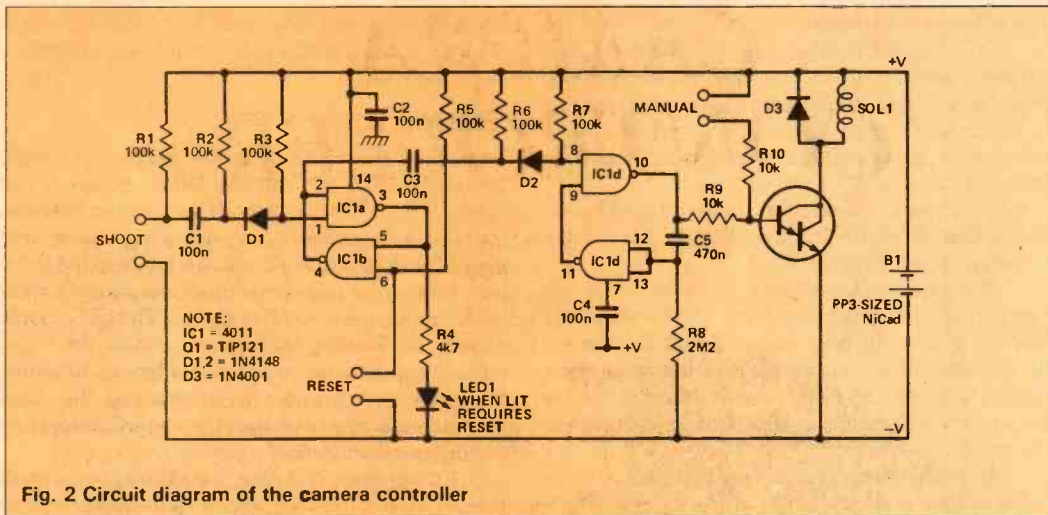 +V
R1
100k
R2
100k
R3
100k
C2
100n
R5
100k
R6
100k
R7
100k
MANUAL
D3
SOL1
14
C3
100n
D2
8
IC1d
10
9
R10
10k
2
IC1a
3
1
R9
10k
SHOOT
C1
100n
D1
5
IC1b
4
6
C5
470n
12
IC1d
11
13
7
B1
PP3-SIZED
NiCad
NOTE:
IC1 = 4011
Q1 = TIP121
D1,2 = 1N4148
D3 = 1N4001
R4
4k7
C4
100n
+V
R8
2M2
RESET
LED1
WHEN LIT
REQUIRES
RESET
-V
Fig. 2 Circuit diagram of the camera controller